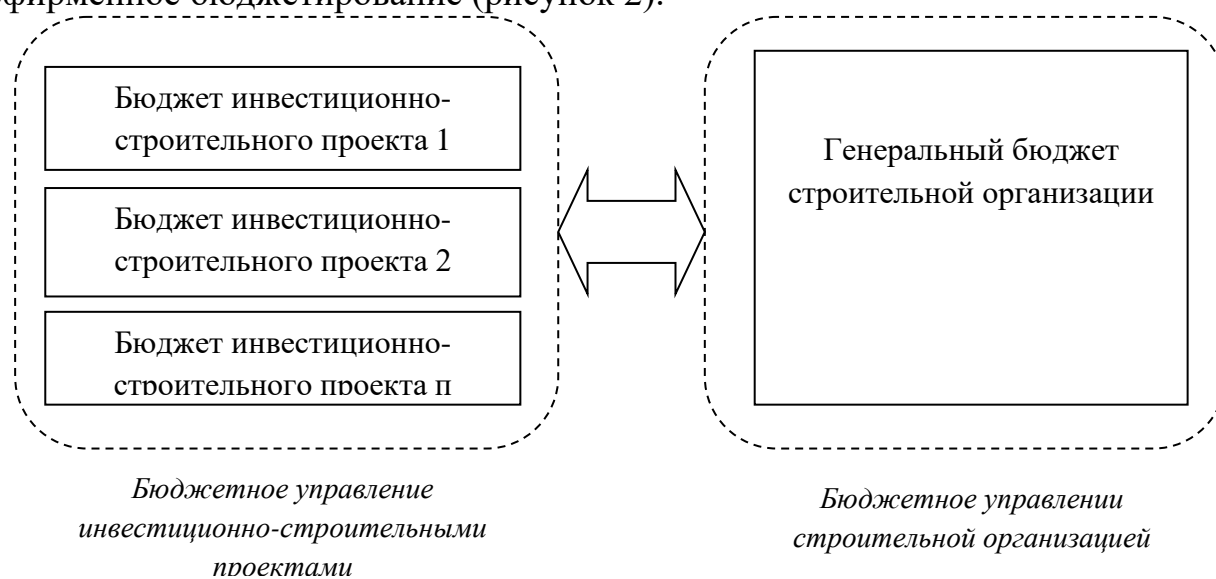 фирменное бюджетирование (рисунок 2).
Бюджет инвестиционно-
строительного проекта 1
Бюджет инвестиционно-
строительного проекта 2
Бюджет инвестиционно-
строительного проекта п
Генеральный бюджет
строительной организации
Бюджетное управление
инвестиционно-строительными
проектами
Бюджетное управлении
строительной организацией